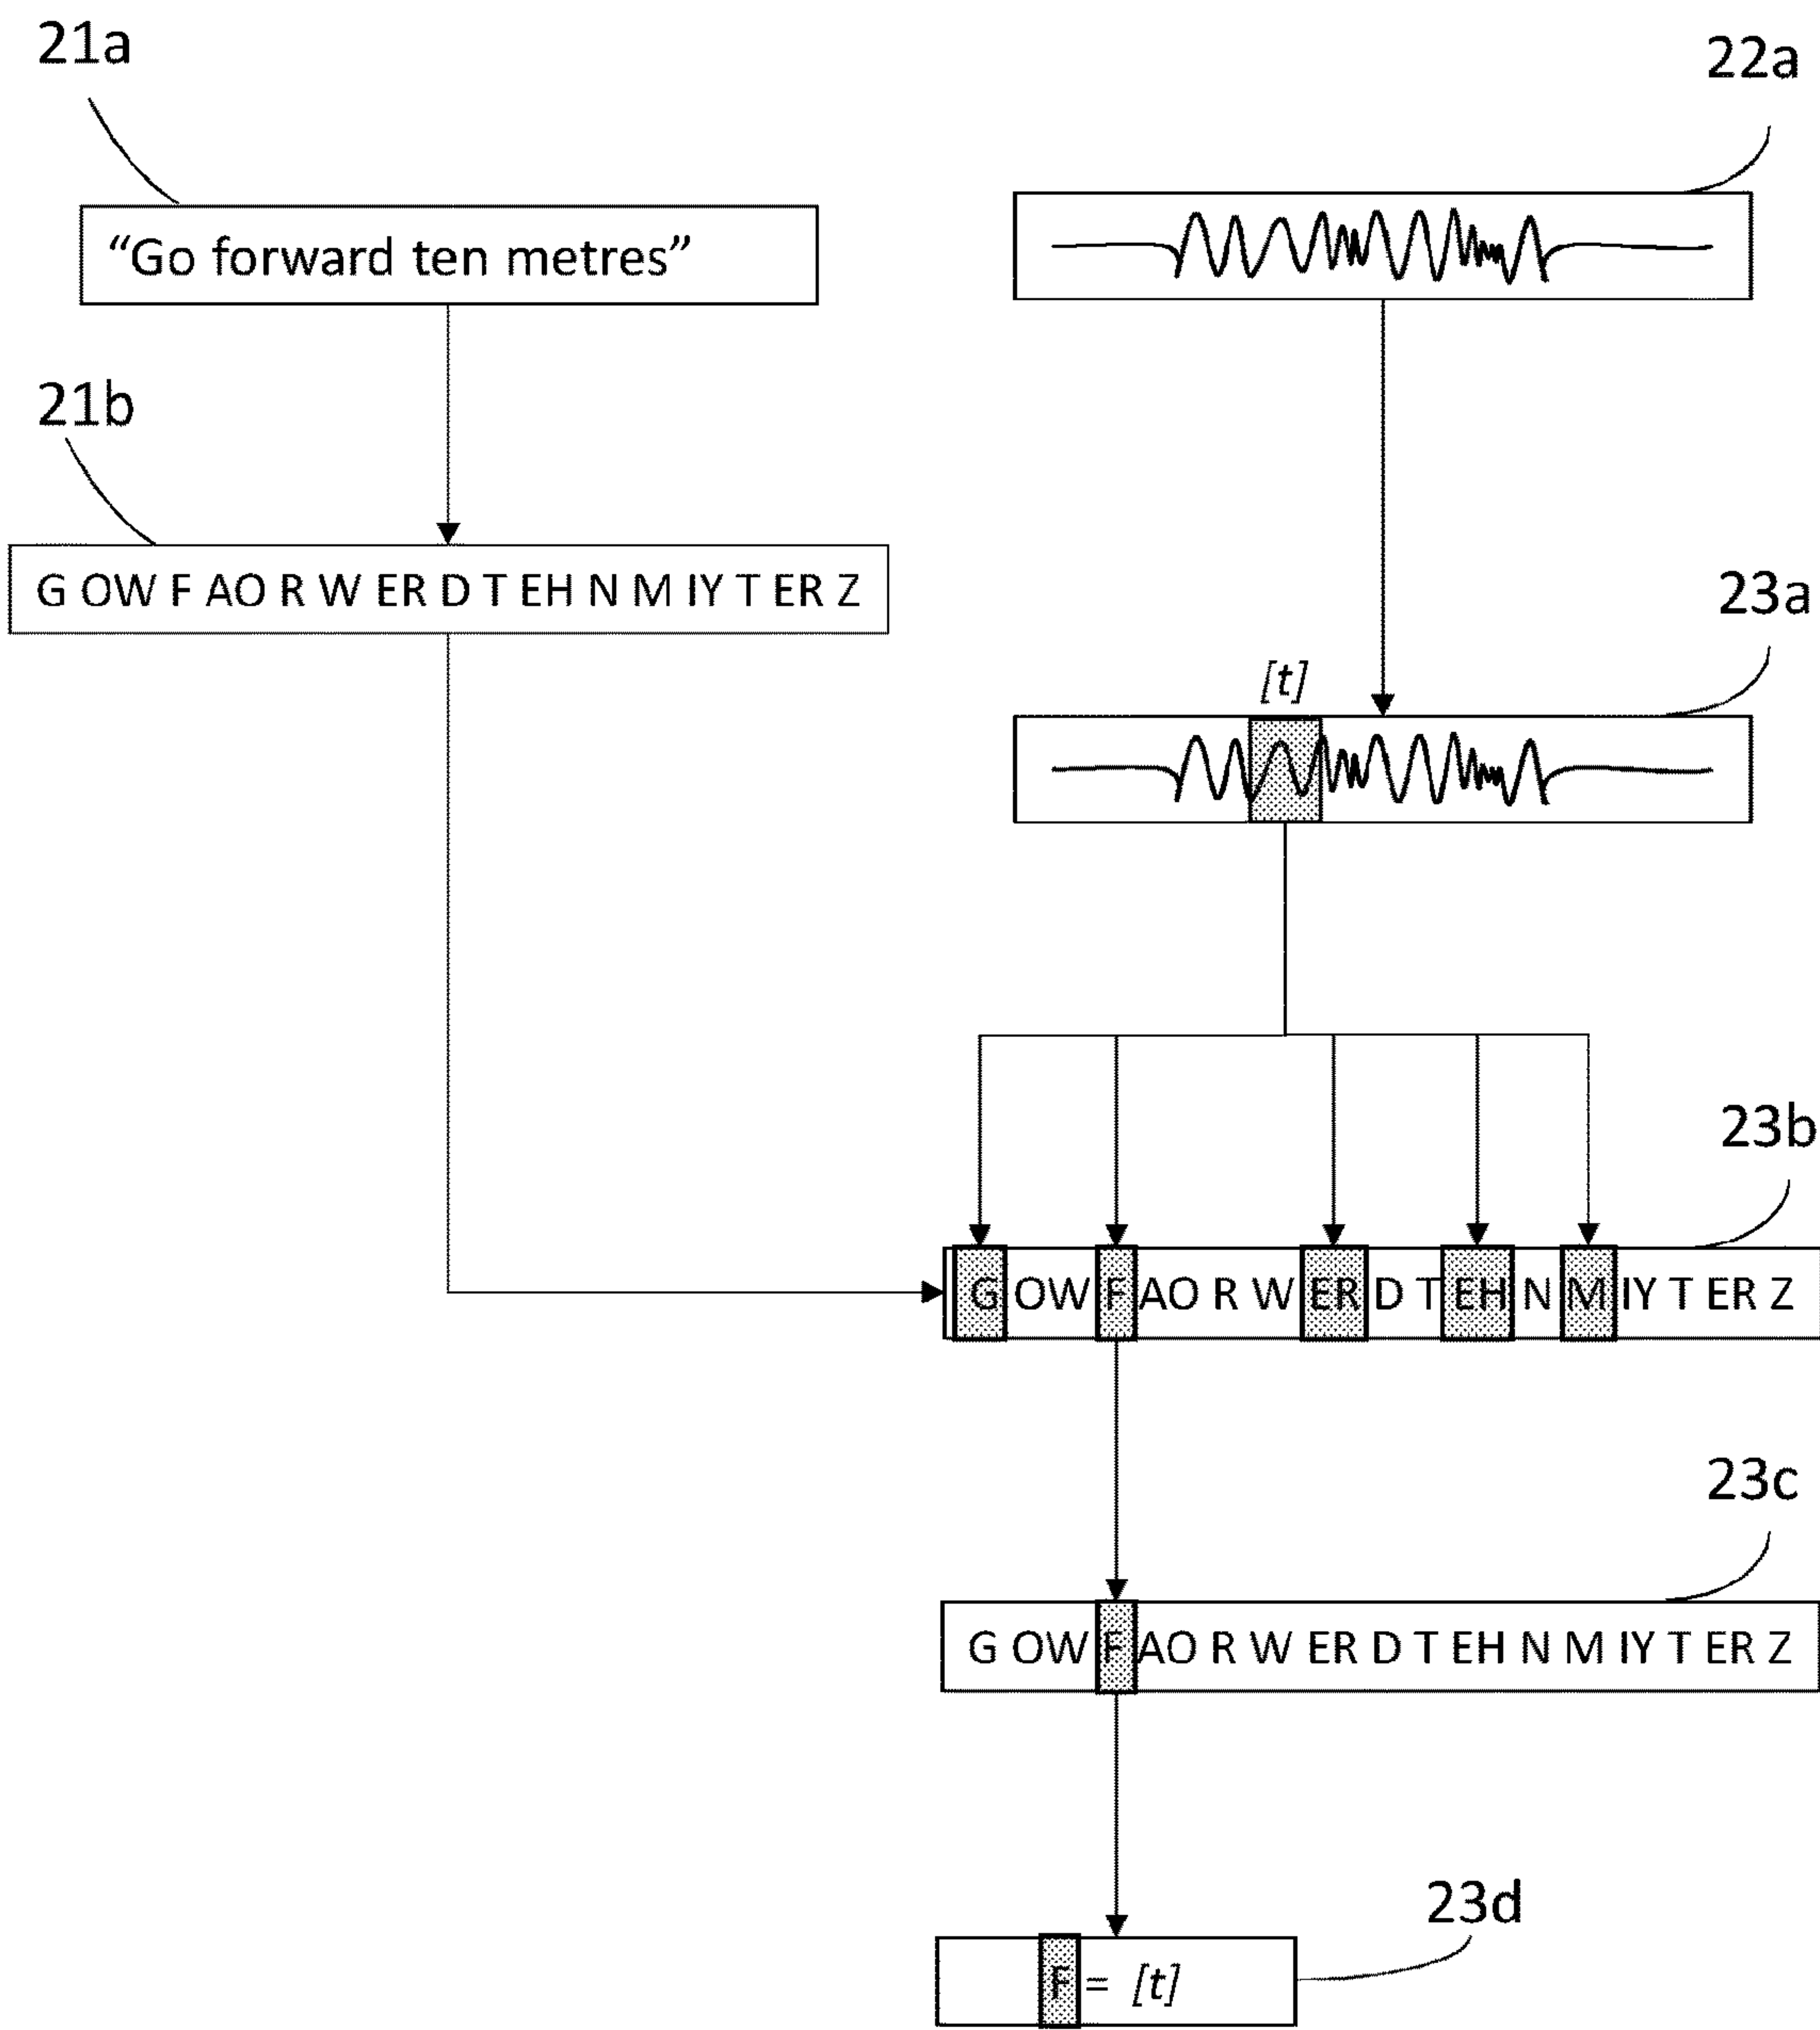 21a
22a
“Go forward ten metres”
21b
G OW F AO R W ER D T EH N M IY T ER Z
23a
[t]
23b
G OW F AO R W ER D T EH N M IY T ER Z
23c
G OW F AO R W ER D T EH N M IY T ER Z
23d
F = [t]